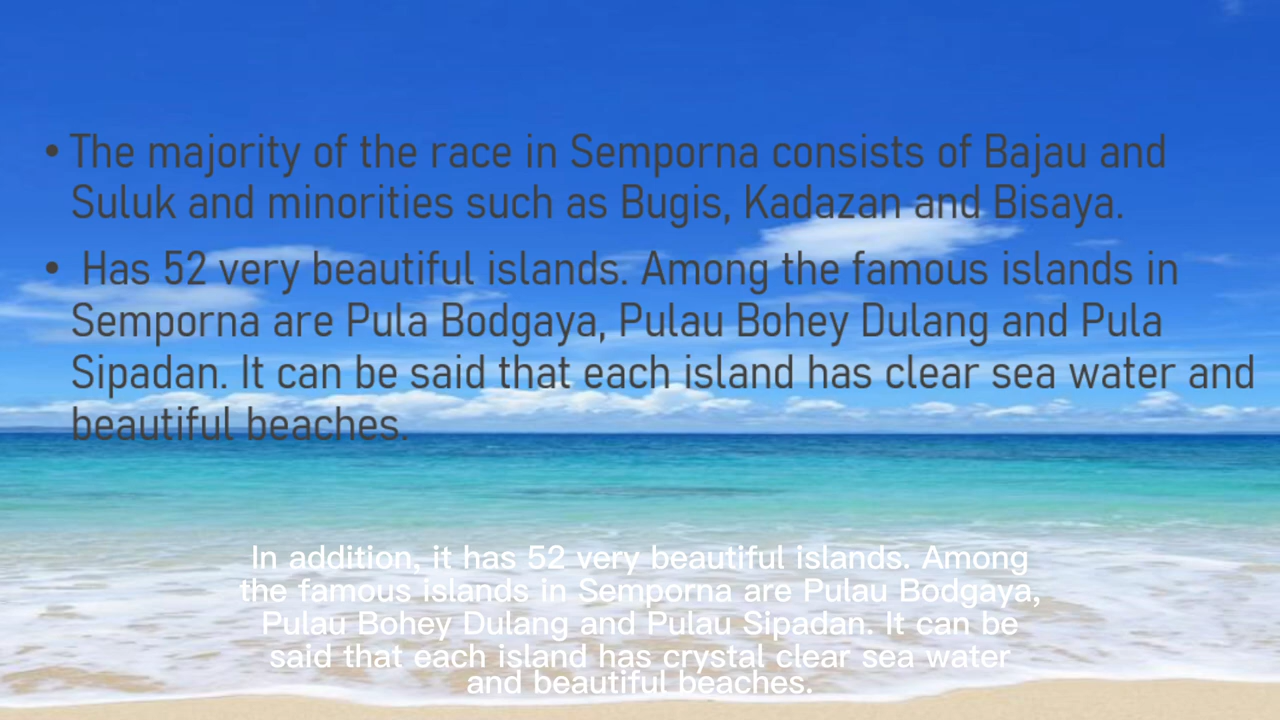 • The majority of the race in Semporna consists of Bajau and
Suluk and minorities such as Bugis, Kadazan and Bisaya.
• Has 52 very beautiful islands. Among the famous islands in
Semporna are Pula Bodgaya, Pulau Bohey Dulang and Pula
Sipadan. It can be said that each island has clear sea water and
beautiful beaches.
In addition, it has 52 very beautiful islands. Among
the famous islands in Semporna are Pulau Bodgaya,
Pulau Bohey Dulang and Pulau Sipadan. It can be
said that each island has crystal clear sea water
and beautiful beaches.